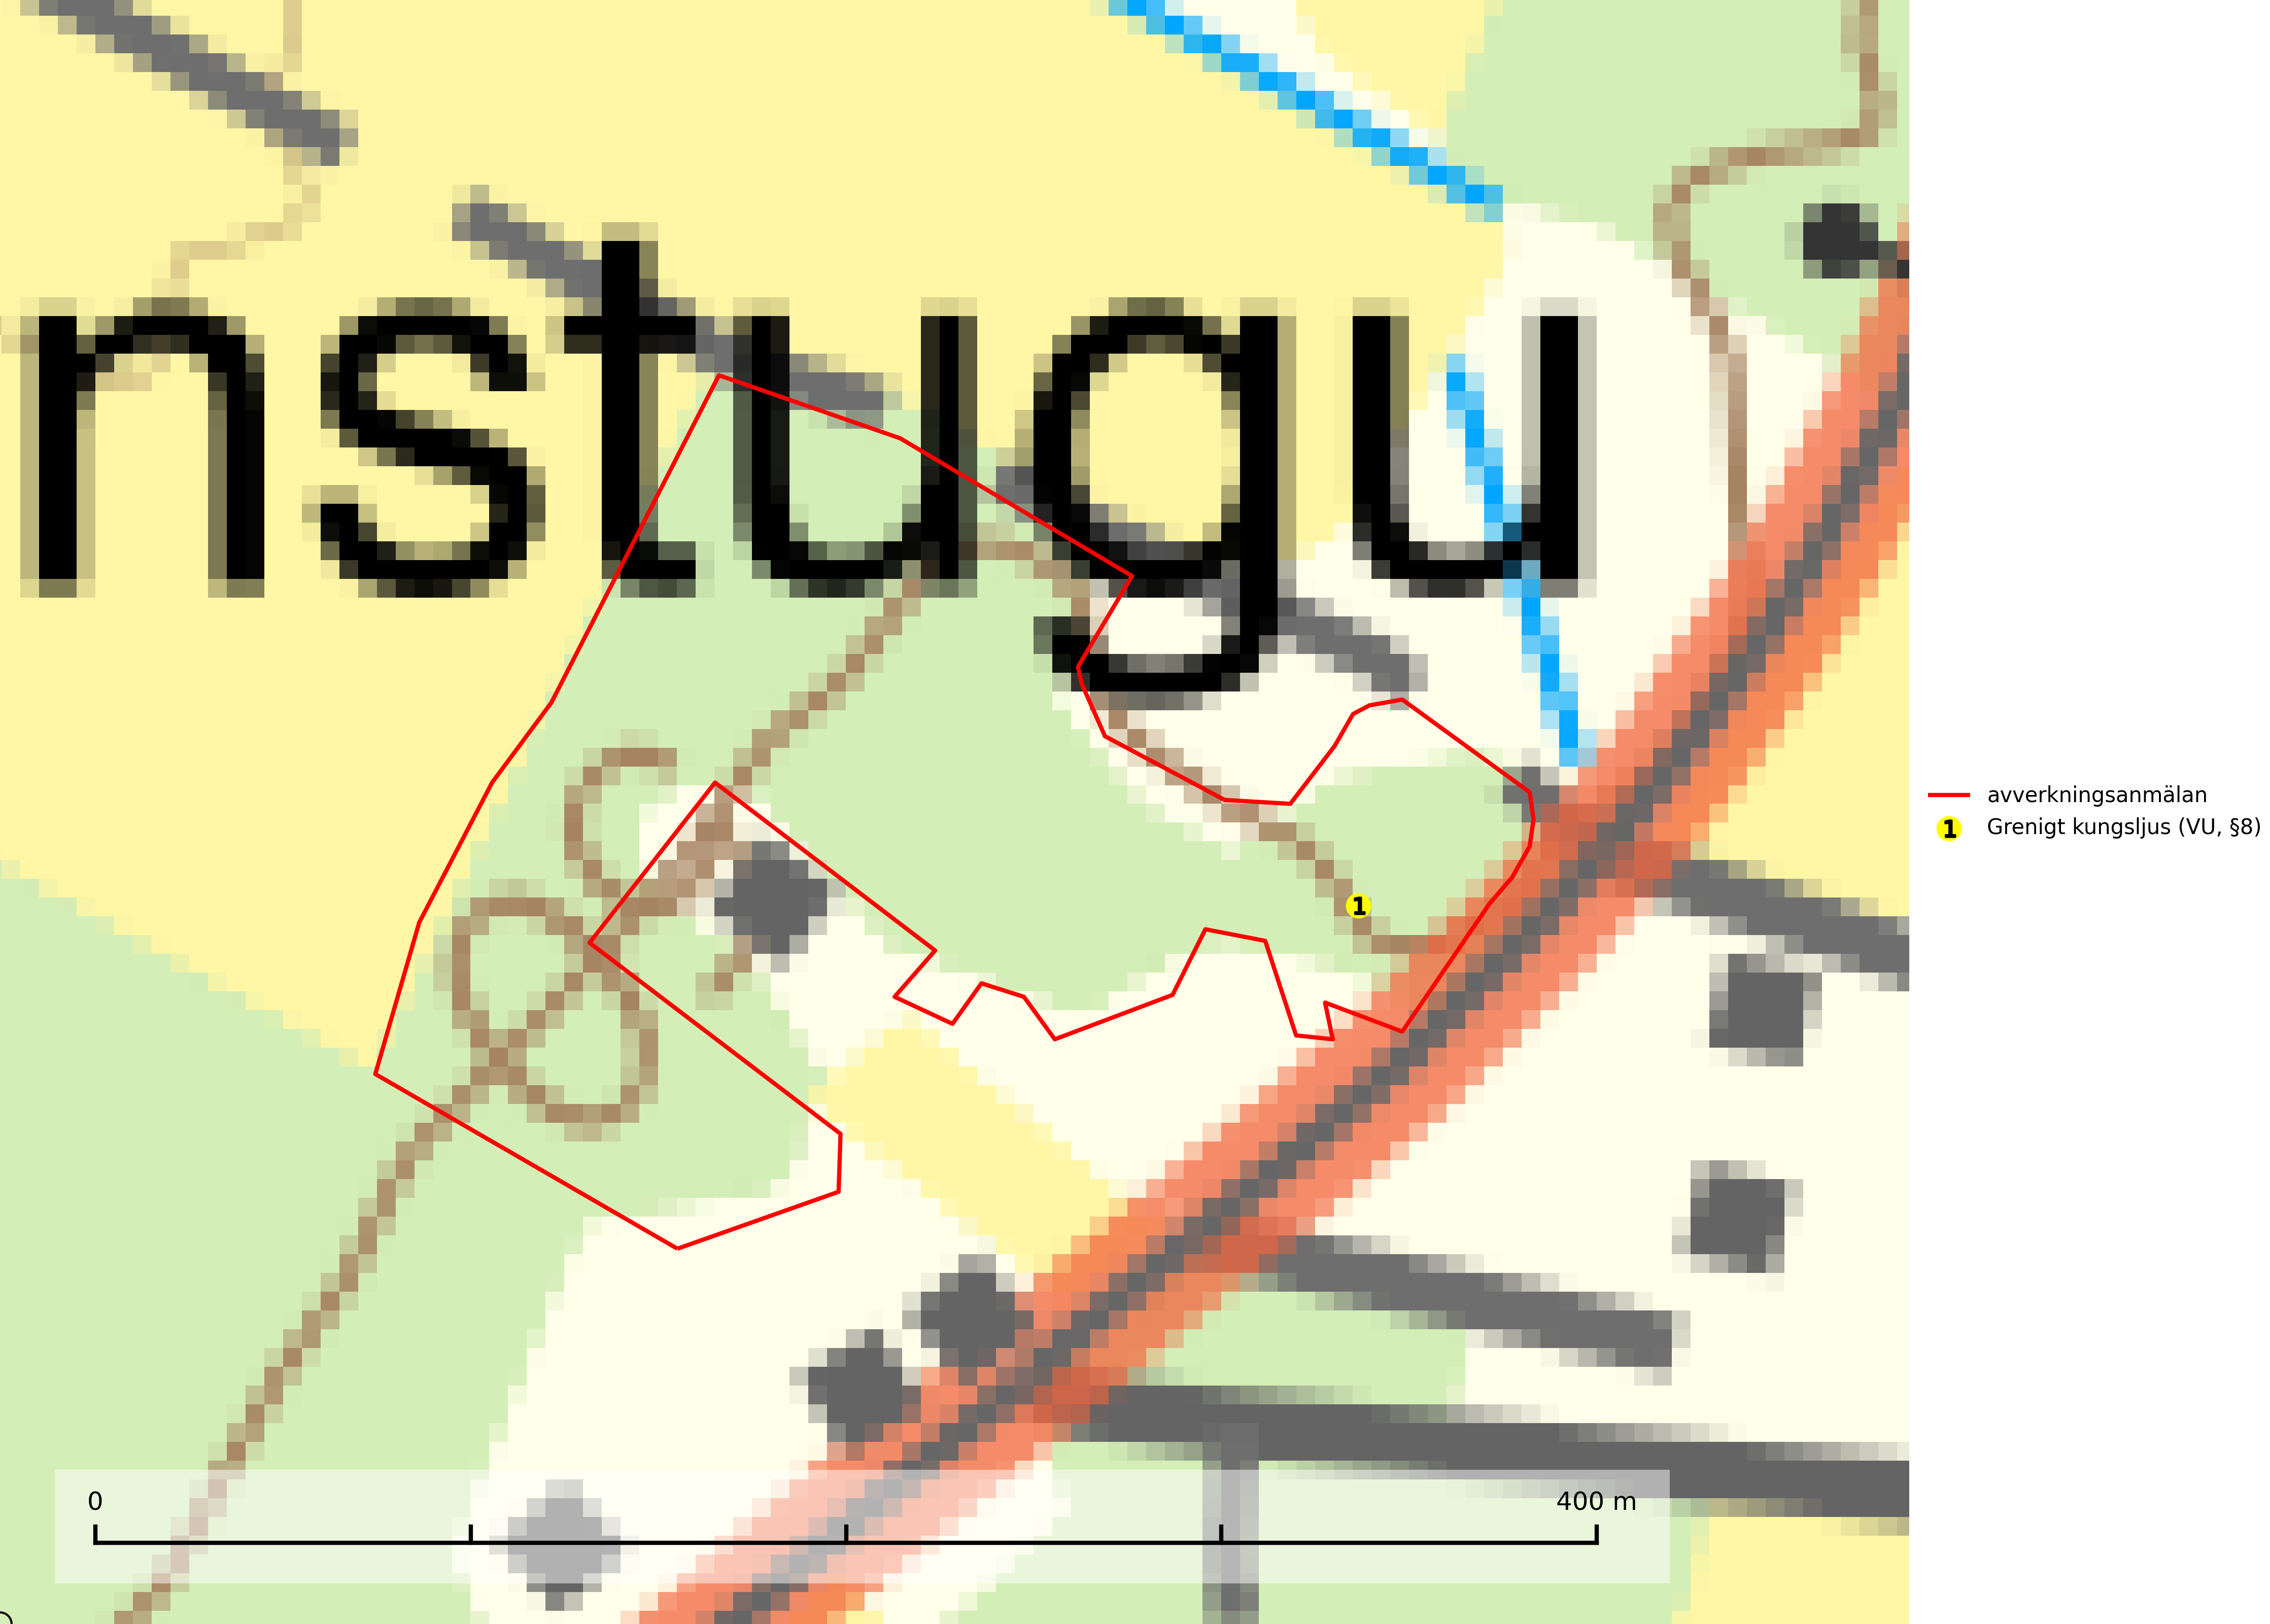 nstugu
avverkningsanmälan
1 Grenigt kungsljus (VU, §8)
1
0 400 m